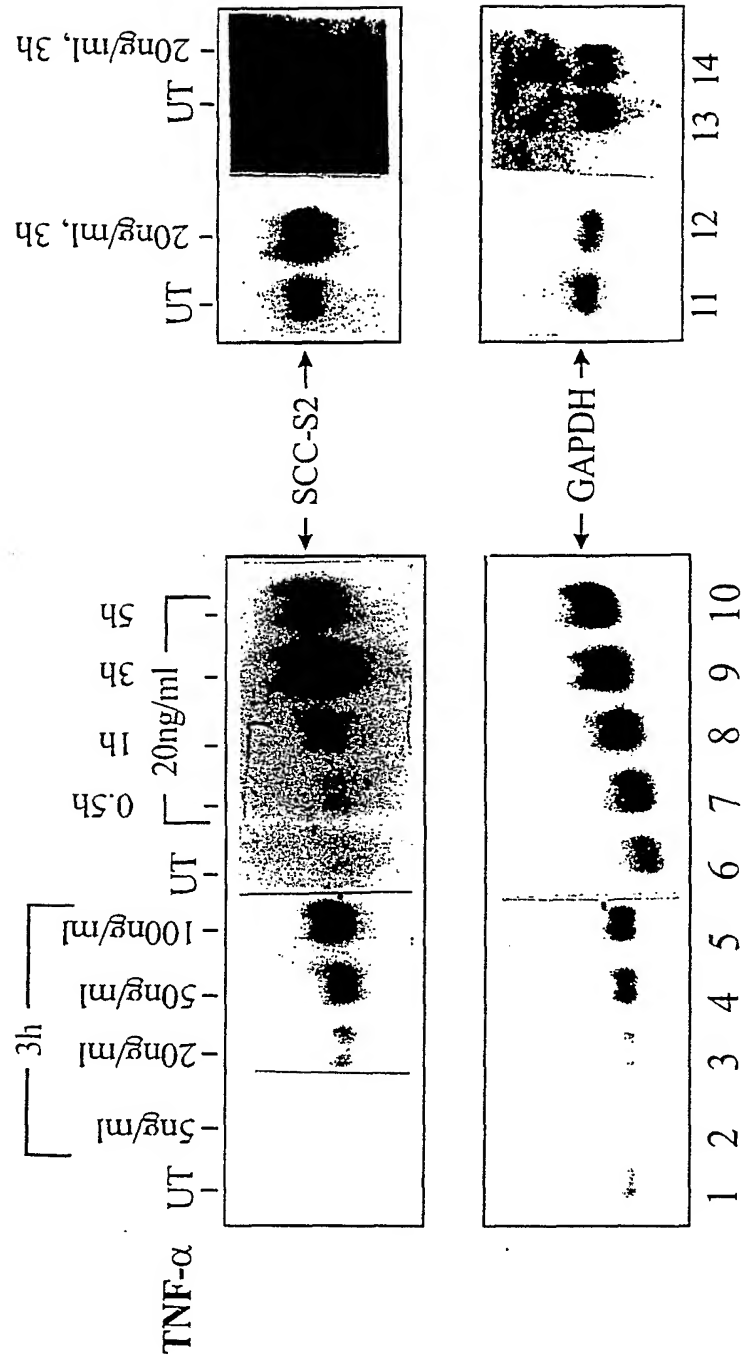 TNF-α
3h
UT
5ng/ml
20ng/ml
50ng/ml
100ng/ml
UT
0.5h
1h
3h
5h
20ng/ml
UT
20ng/ml, 3h
UT
20ng/ml, 3h
← SCC-S2 →
← GAPDH →
1 2 3 4 5 6 7 8 9 10 11 12 13 14